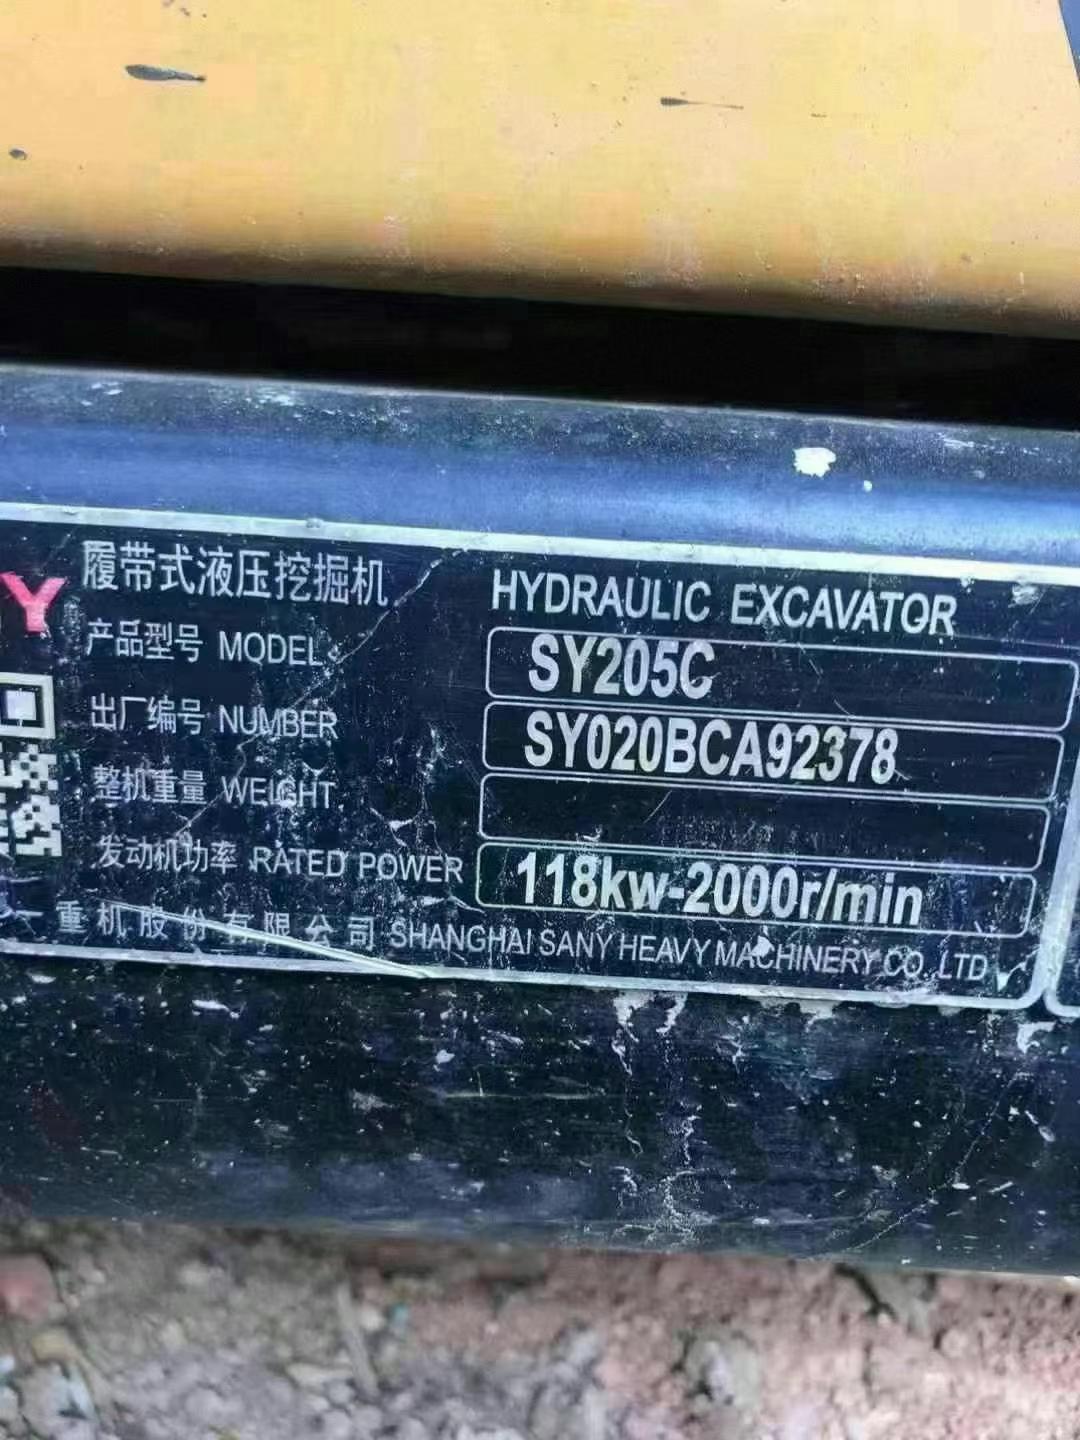 Y
履带式液压挖掘机 HYDRAULIC EXCAVATOR
产品型号 MODEL SY205C
出厂编号 NUMBER SY020BCA92378
整机重量 WEIGHT
发动机功率 RATED POWER 118kw-2000r/min
一重机股份有限公司 SHANGHAI SANY HEAVY MACHINERY CO.,LTD